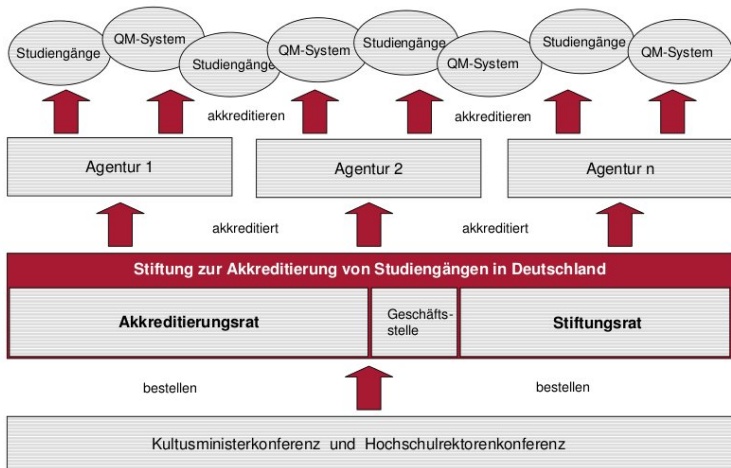 Studiengänge
QM-System
Studiengänge
QM-System
Studiengänge
QM-System
Studiengänge
QM-System
akkreditieren
akkreditieren
Agentur 1
Agentur 2
Agentur n
akkreditiert
akkreditiert
Stiftung zur Akkreditierung von Studiengängen in Deutschland
Akkreditierungsrat
Geschäfts-
stelle
Stiftungsrat
bestellen
bestellen
Kultusministerkonferenz und Hochschulrektorenkonferenz